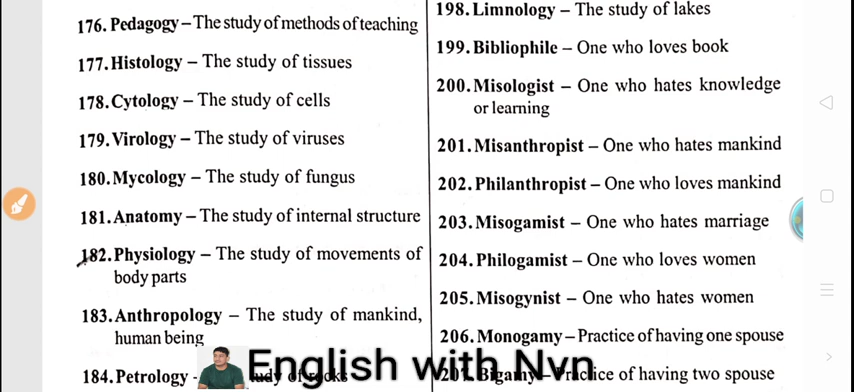 176. Pedagogy – The study of methods of teaching
177. Histology – The study of tissues
178. Cytology – The study of cells
179. Virology – The study of viruses
180. Mycology – The study of fungus
181. Anatomy – The study of internal structure
182. Physiology – The study of movements of
body parts
183. Anthropology – The study of mankind,
human being
184. Petrology - study of rocks
198. Limnology – The study of lakes
199. Bibliophile – One who loves book
200. Misologist – One who hates knowledge
or learning
201. Misanthropist – One who hates mankind
202. Philanthropist – One who loves mankind
203. Misogamist – One who hates marriage
204. Philogamist – One who loves women
205. Misogynist – One who hates women
206. Monogamy – Practice of having one spouse
207. Bigamy – Practice of having two spouse
English with Nvn